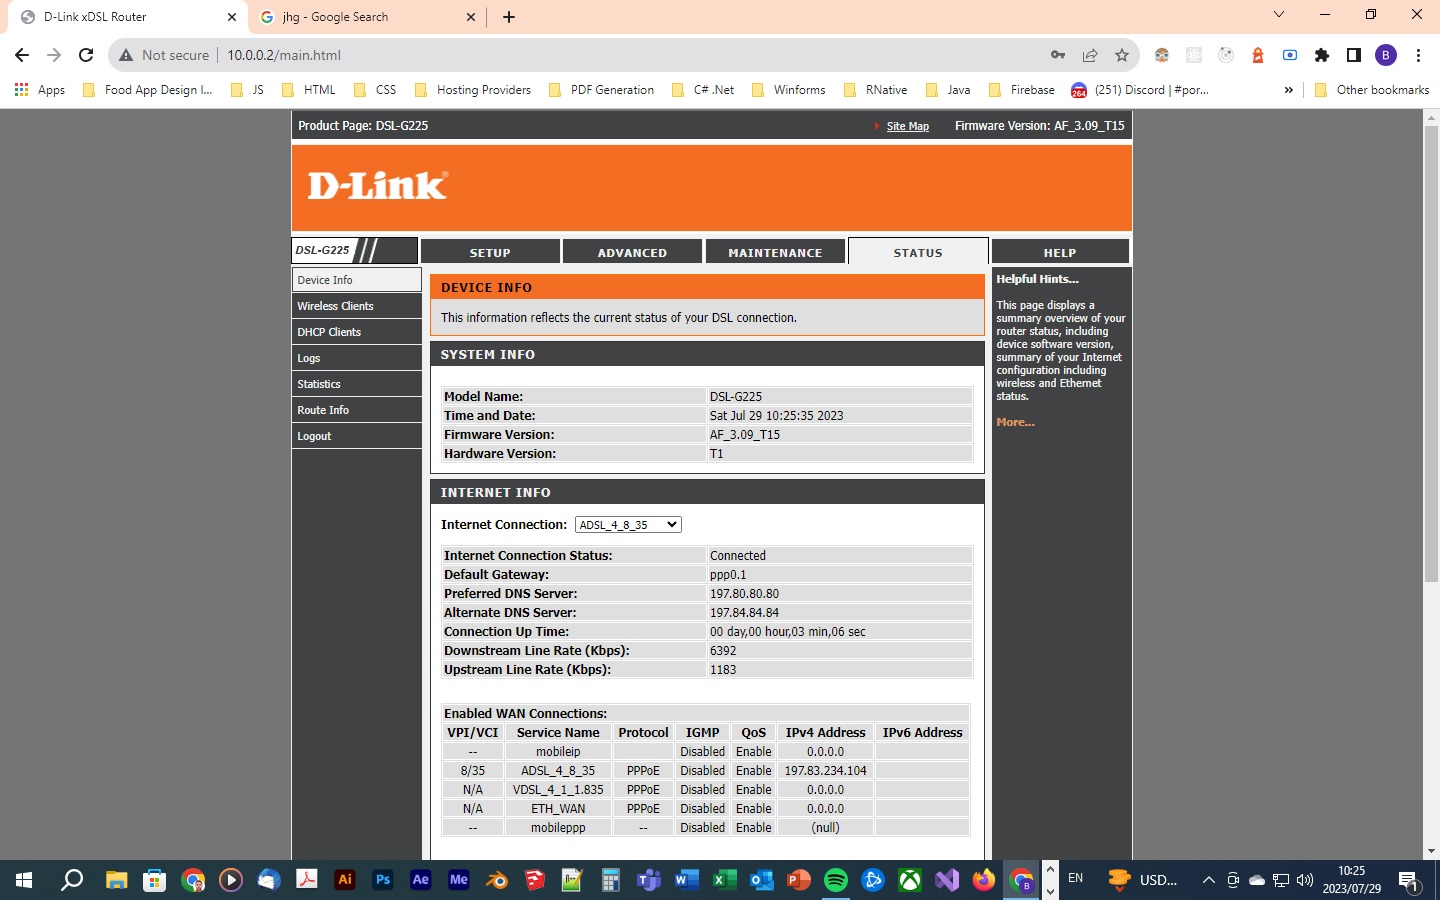 D-Link xDSL Router
jhg - Google Search
Not secure
10.0.0.2/main.html
B
Apps
Food App Design I...
JS
HTML
CSS
Hosting Providers
PDF Generation
C# .Net
Winforms
RNative
Java
Firebase
264
(251) Discord | #por...
»
Other bookmarks
Product Page: DSL-G225
Site Map
Firmware Version: AF_3.09_T15
D-Link
DSL-G225
SETUP
ADVANCED
MAINTENANCE
STATUS
HELP
Device Info
Wireless Clients
DHCP Clients
Logs
Statistics
Route Info
Logout
DEVICE INFO
This information reflects the current status of your DSL connection.
SYSTEM INFO
Model Name: DSL-G225
Time and Date: Sat Jul 29 10:25:35 2023
Firmware Version: AF_3.09_T15
Hardware Version: T1
INTERNET INFO
Internet Connection: ADSL_4_8_35
Internet Connection Status: Connected
Default Gateway: ppp0.1
Preferred DNS Server: 197.80.80.80
Alternate DNS Server: 197.84.84.84
Connection Up Time: 00 day,00 hour,03 min,06 sec
Downstream Line Rate (Kbps): 6392
Upstream Line Rate (Kbps): 1183
Enabled WAN Connections:
VPI/VCI Service Name Protocol IGMP QoS IPv4 Address IPv6 Address
-- mobileip Disabled Enable 0.0.0.0
8/35 ADSL_4_8_35 PPPoE Disabled Enable 197.83.234.104
N/A VDSL_4_1_1.835 PPPoE Disabled Enable 0.0.0.0
N/A ETH_WAN PPPoE Disabled Enable 0.0.0.0
-- mobileppp -- Disabled Enable (null)
Helpful Hints...
This page displays a
summary overview of your
router status, including
device software version,
summary of your Internet
configuration including
wireless and Ethernet
status.
More...
Ai
Ps
Ae
Me
EN
USD...
10:25
2023/07/29
1